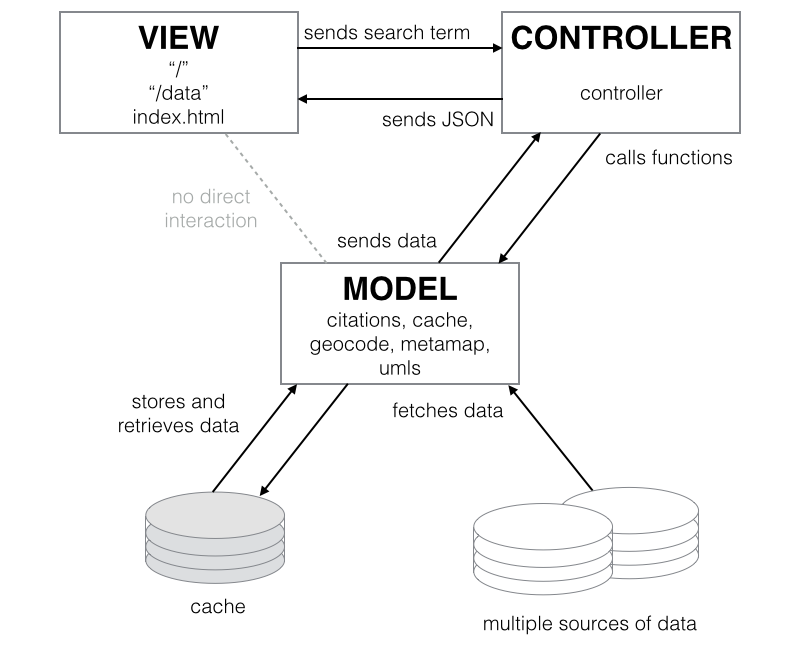 VIEW
“/”
“/data”
index.html
sends search term
sends JSON
CONTROLLER
controller
calls functions
no direct
interaction
sends data
MODEL
citations, cache,
geocode, metamap,
umls
stores and
retrieves data
fetches data
cache
multiple sources of data